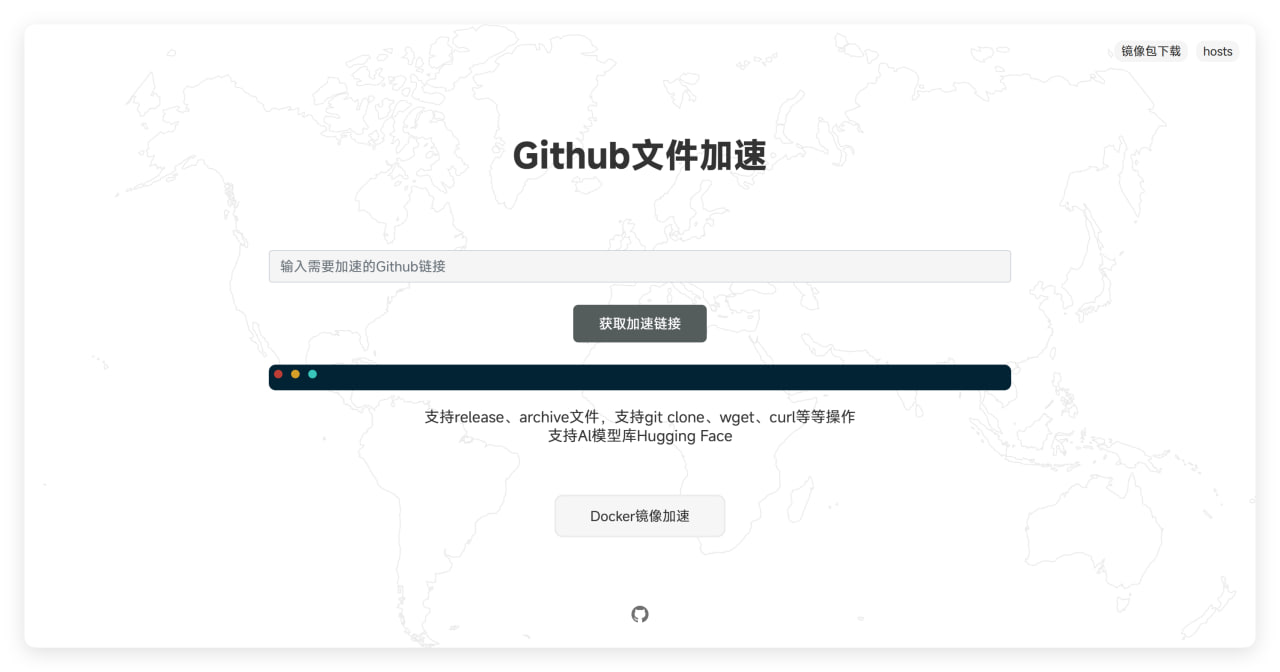 镜像包下载
hosts
Github文件加速
输入需要加速的Github链接
获取加速链接
支持release、archive文件，支持git clone、wget、curl等等操作
支持AI模型库Hugging Face
Docker镜像加速